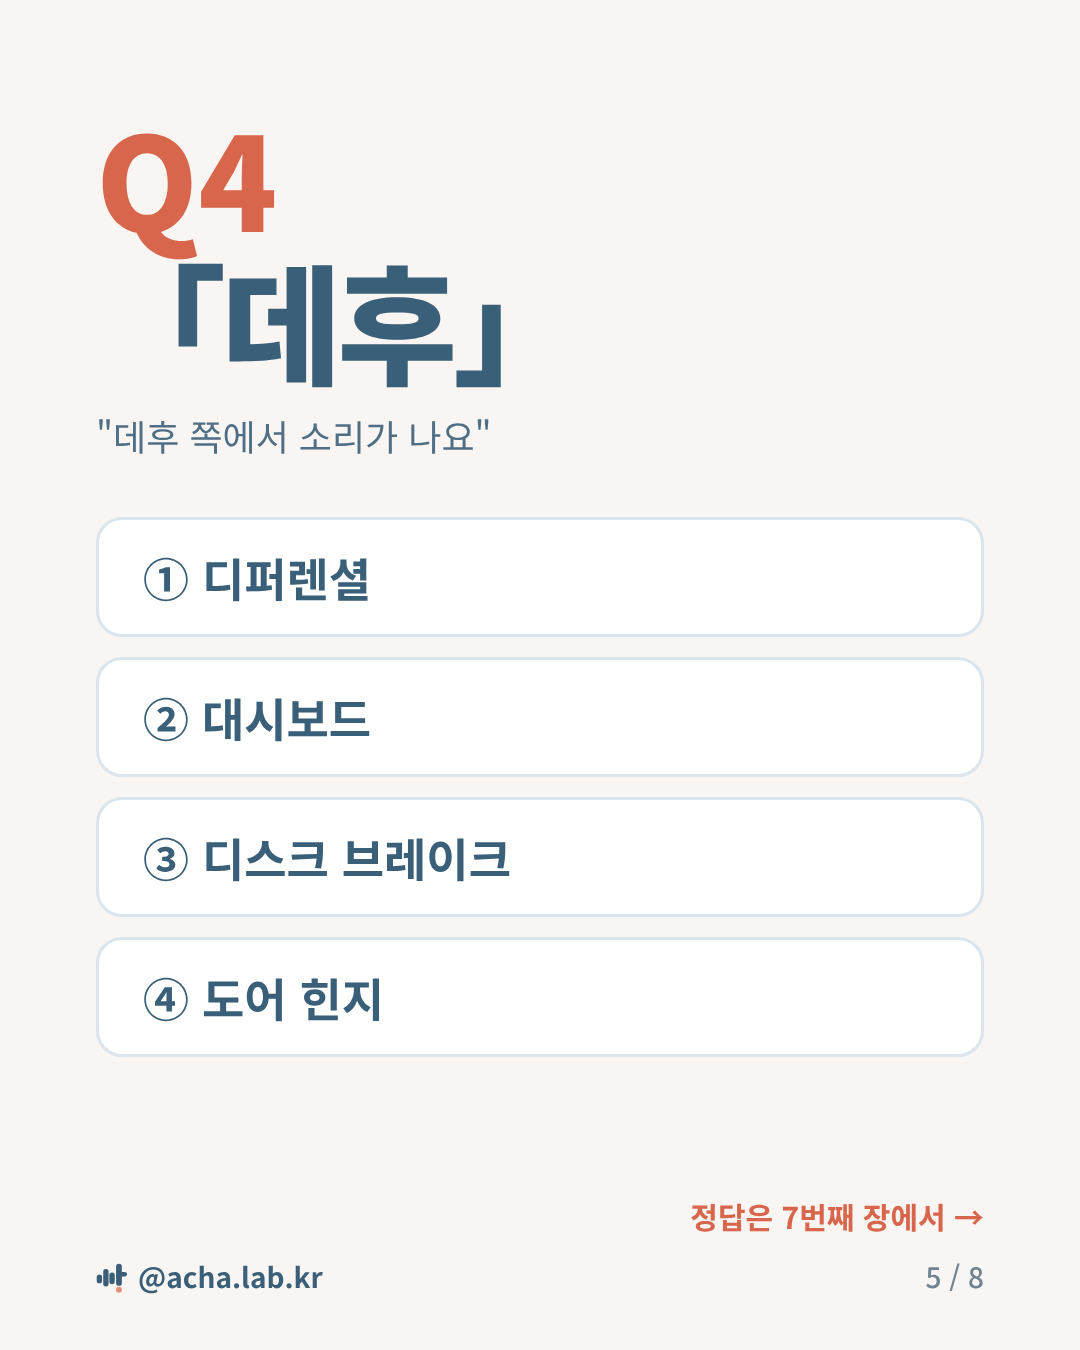 Q4
「데후」
"데후 쪽에서 소리가 나요"
① 디퍼렌셜
② 대시보드
③ 디스크 브레이크
④ 도어 힌지
정답은 7번째 장에서 →
@acha.lab.kr
5 / 8